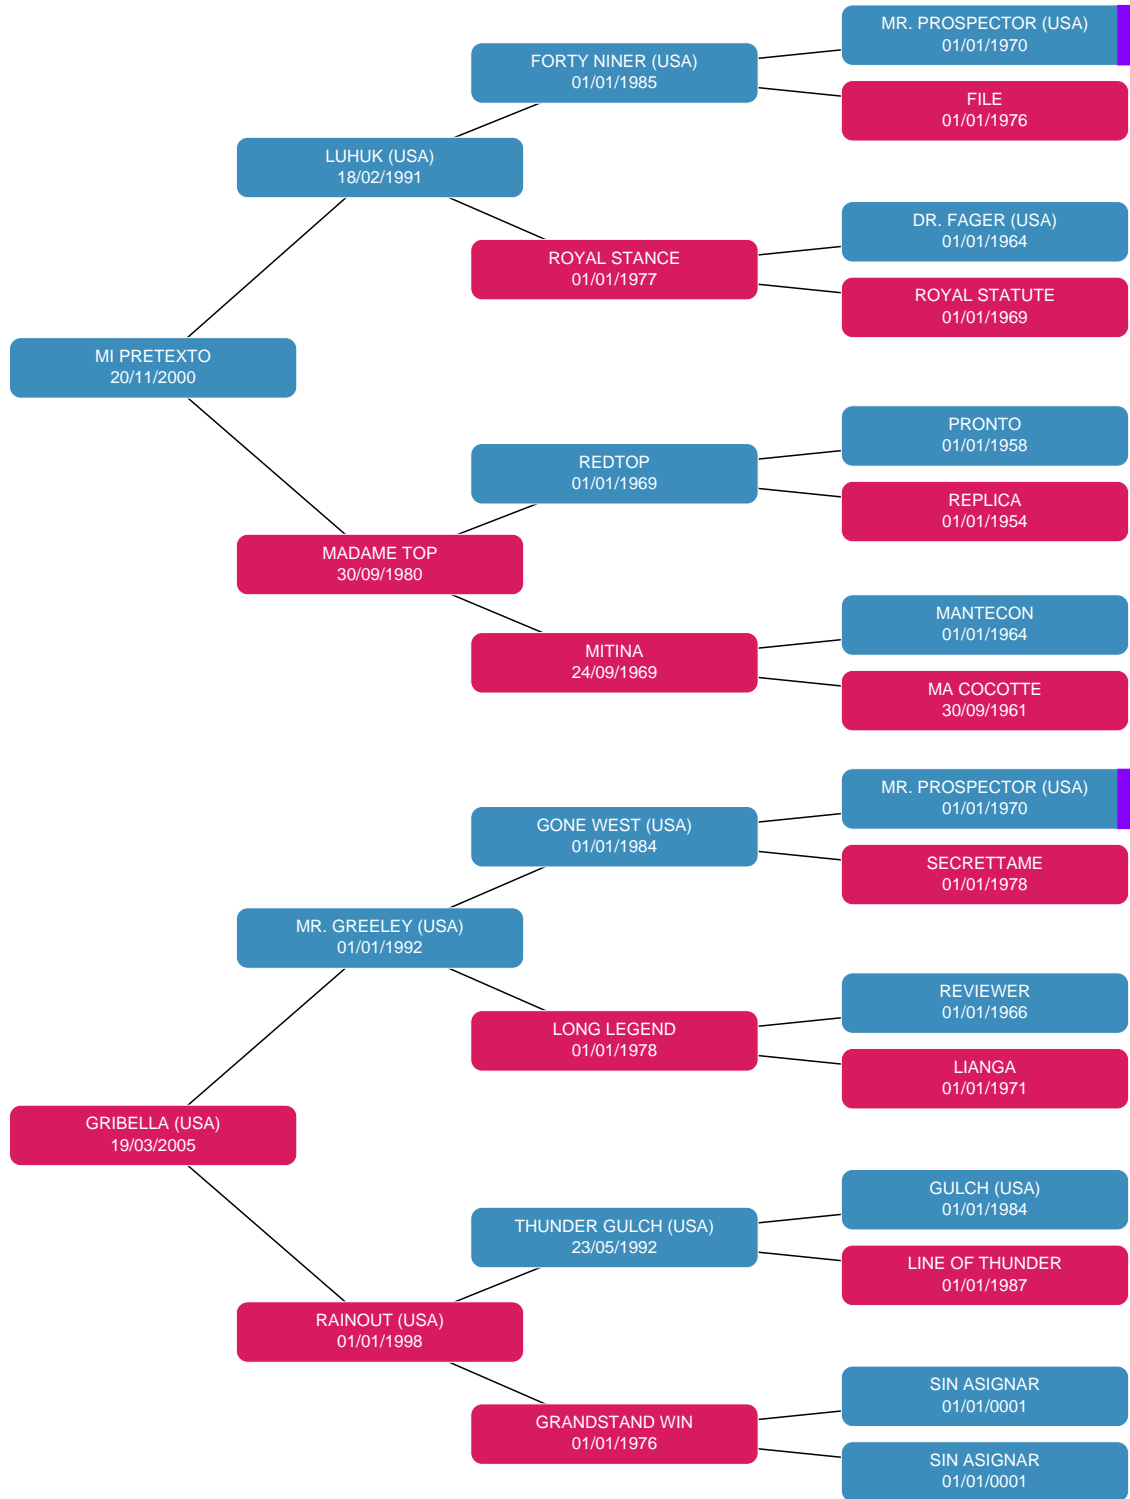 MR. PROSPECTOR (USA)
01/01/1970
FORTY NINER (USA)
01/01/1985
FILE
01/01/1976
LUHUK (USA)
18/02/1991
DR. FAGER (USA)
01/01/1964
ROYAL STANCE
01/01/1977
ROYAL STATUTE
01/01/1969
MI PRETEXTO
20/11/2000
PRONTO
01/01/1958
REDTOP
01/01/1969
REPLICA
01/01/1954
MADAME TOP
30/09/1980
MANTECON
01/01/1964
MITINA
24/09/1969
MA COCOTTE
30/09/1961
MR. PROSPECTOR (USA)
01/01/1970
GONE WEST (USA)
01/01/1984
SECRETTAME
01/01/1978
MR. GREELEY (USA)
01/01/1992
REVIEWER
01/01/1966
LONG LEGEND
01/01/1978
LIANGA
01/01/1971
GRIBELLA (USA)
19/03/2005
GULCH (USA)
01/01/1984
THUNDER GULCH (USA)
23/05/1992
LINE OF THUNDER
01/01/1987
RAINOUT (USA)
01/01/1998
SIN ASIGNAR
01/01/0001
GRANDSTAND WIN
01/01/1976
SIN ASIGNAR
01/01/0001